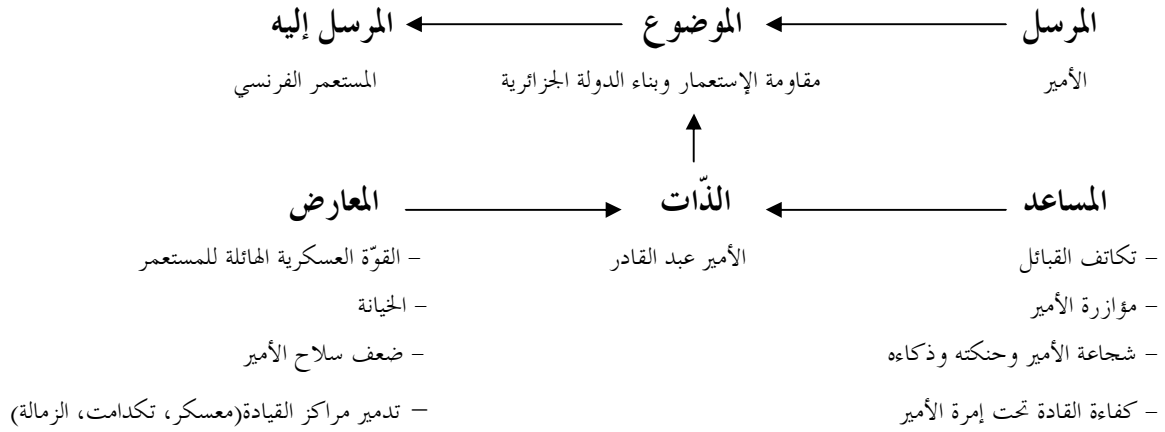 المرسل الموضوع المرسل إليه
الأمير مقاومة الإستعمار وبناء الدولة الجزائرية المستعمر الفرنسي
المساعد الذّات المعارض
– تكاتف القبائل الأمير عبد القادر – القوّة العسكرية الهائلة للمستعمر
– مؤازرة الأمير – الخيانة
– شجاعة الأمير وحنكته وذكاءه – ضعف سلاح الأمير
– كفاءة القادة تحت إمرة الأمير – تدمير مراكز القيادة(معسكر، تكدامت، الزمالة)